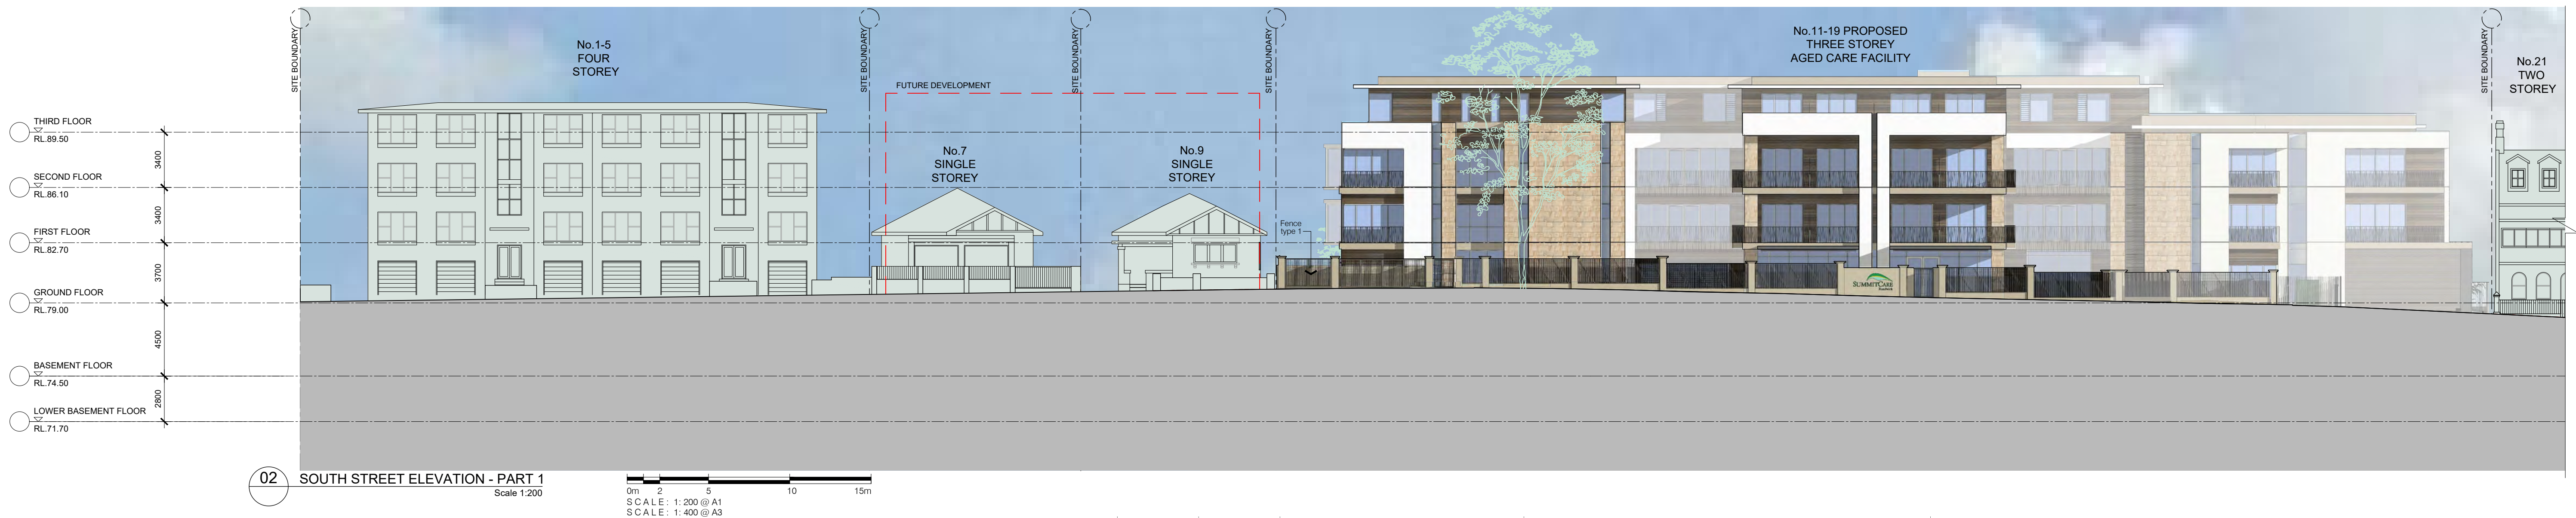 No.1-5
FOUR
STOREY
No.11-19 PROPOSED
THREE STOREY
AGED CARE FACILITY
No.21
TWO
STOREY
SITE BOUNDARY
SITE BOUNDARY
SITE BOUNDARY
SITE BOUNDARY
SITE BOUNDARY
FUTURE DEVELOPMENT
No.7
SINGLE
STOREY
No.9
SINGLE
STOREY
Fence
type 1
THIRD FLOOR
RL.89.50
3400
SECOND FLOOR
RL.86.10
3400
FIRST FLOOR
RL.82.70
3700
GROUND FLOOR
RL.79.00
4500
BASEMENT FLOOR
RL.74.50
2800
LOWER BASEMENT FLOOR
RL.71.70
SUMMITCARE
02 SOUTH STREET ELEVATION - PART 1
Scale 1:200
0m 2 5 10 15m
SCALE: 1: 200 @ A1
SCALE: 1: 400 @ A3